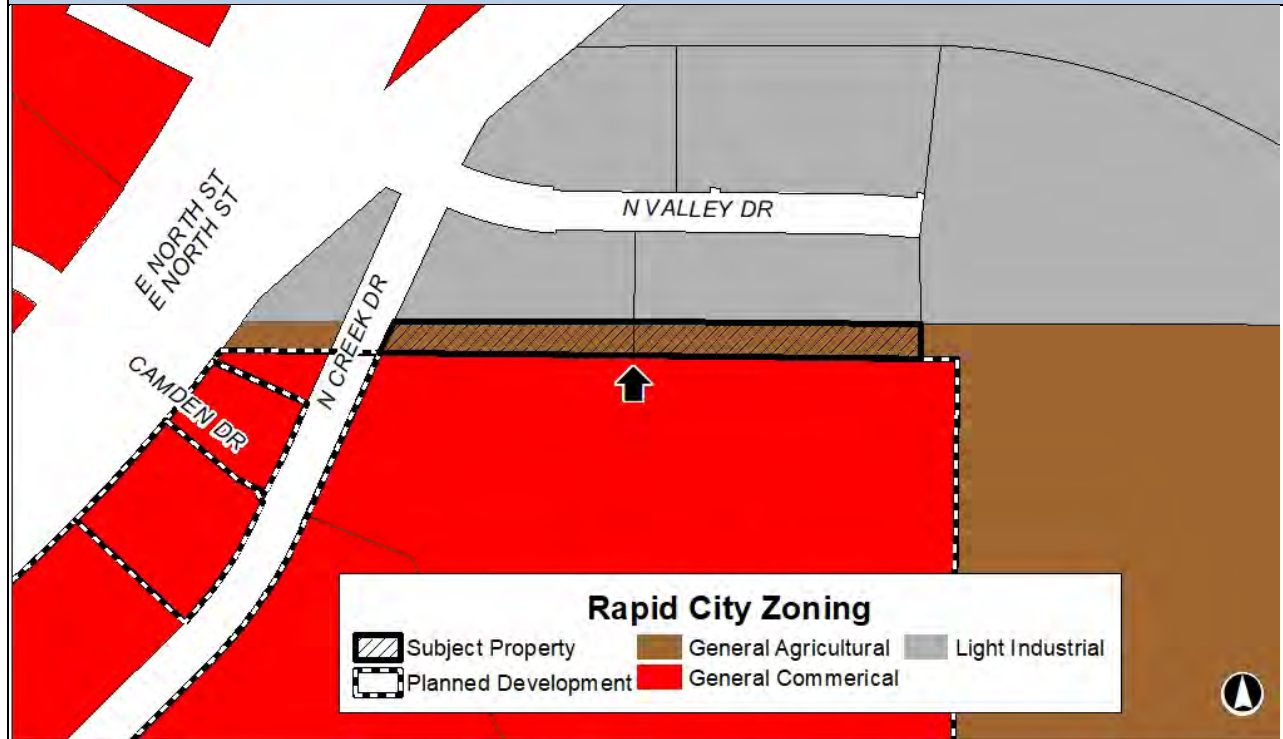 E NORTH ST
E NORTH ST
N VALLEY DR
N CREEK DR
CAMDEN DR
Rapid City Zoning
Subject Property
General Agricultural
Light Industrial
Planned Development
General Commerical